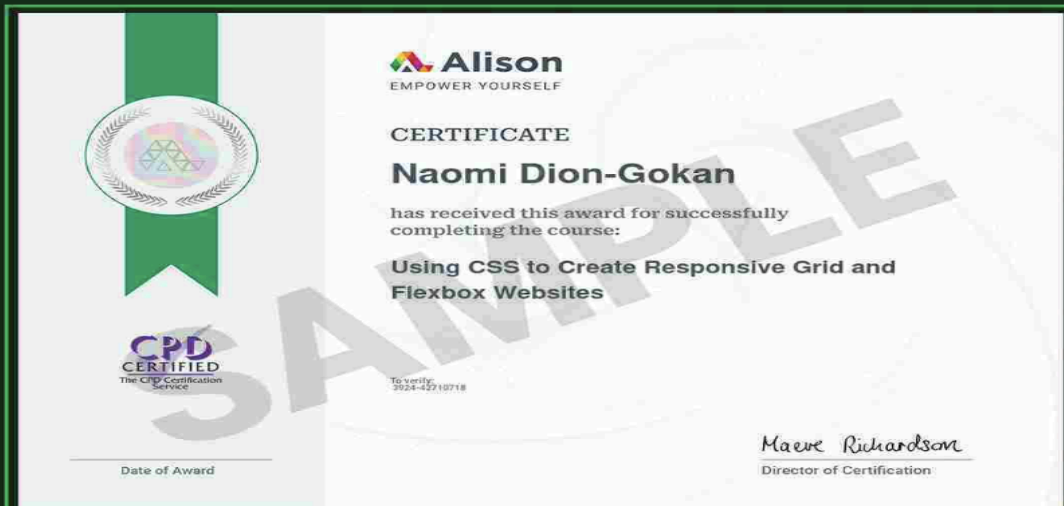 Alison
EMPOWER YOURSELF
CERTIFICATE
Naomi Dion-Gokan
has received this award for successfully
completing the course:
Using CSS to Create Responsive Grid and
Flexbox Websites
SAMPLE
CPD
CERTIFIED
The CPD Certification
Service
To verify:
3924-42710718
Maeve Richardson
Date of Award
Director of Certification